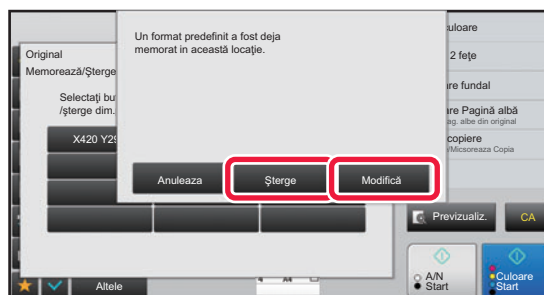 Un format predefinit a fost deja
memorat in această locaţie.
Original
Memorează/Şterge
Selectaţi bu
/şterge dim.
X420 Y29
Anuleaza
Şterge
Modifică
uloare
2 feţe
re fundal
re Pagină albă
ag. albe din original
copiere
/Micsoreaza Copia
Previzualiz.
CA
A/N
Start
Culoare
Start
Altele
A4